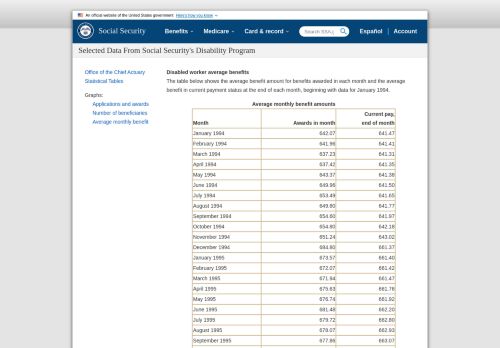 An official website of the United States government Here's how you know
Social Security
Benefits Medicare Card & record Español Account
Selected Data From Social Security's Disability Program
Office of the Chief Actuary
Statistical Tables
Graphs:
Applications and awards
Number of beneficiaries
Average monthly benefit
Disabled worker average benefits
The table below shows the average benefit amount for benefits awarded in each month and the average
benefit in current payment status at the end of each month, beginning with data for January 1994.
Average monthly benefit amounts
Month Awards in month Current pay, end of month
January 1994 642.07 641.47
February 1994 641.96 641.41
March 1994 637.23 641.31
April 1994 637.42 641.35
May 1994 643.37 641.36
June 1994 649.96 641.50
July 1994 653.49 641.65
August 1994 649.80 641.77
September 1994 654.60 641.97
October 1994 654.80 642.18
November 1994 651.24 643.02
December 1994 684.80 661.37
January 1995 673.57 661.40
February 1995 672.07 661.42
March 1995 671.94 661.47
April 1995 675.63 661.76
May 1995 676.74 661.92
June 1995 681.48 662.20
July 1995 679.72 662.80
August 1995 678.07 662.93
September 1995 677.86 663.07